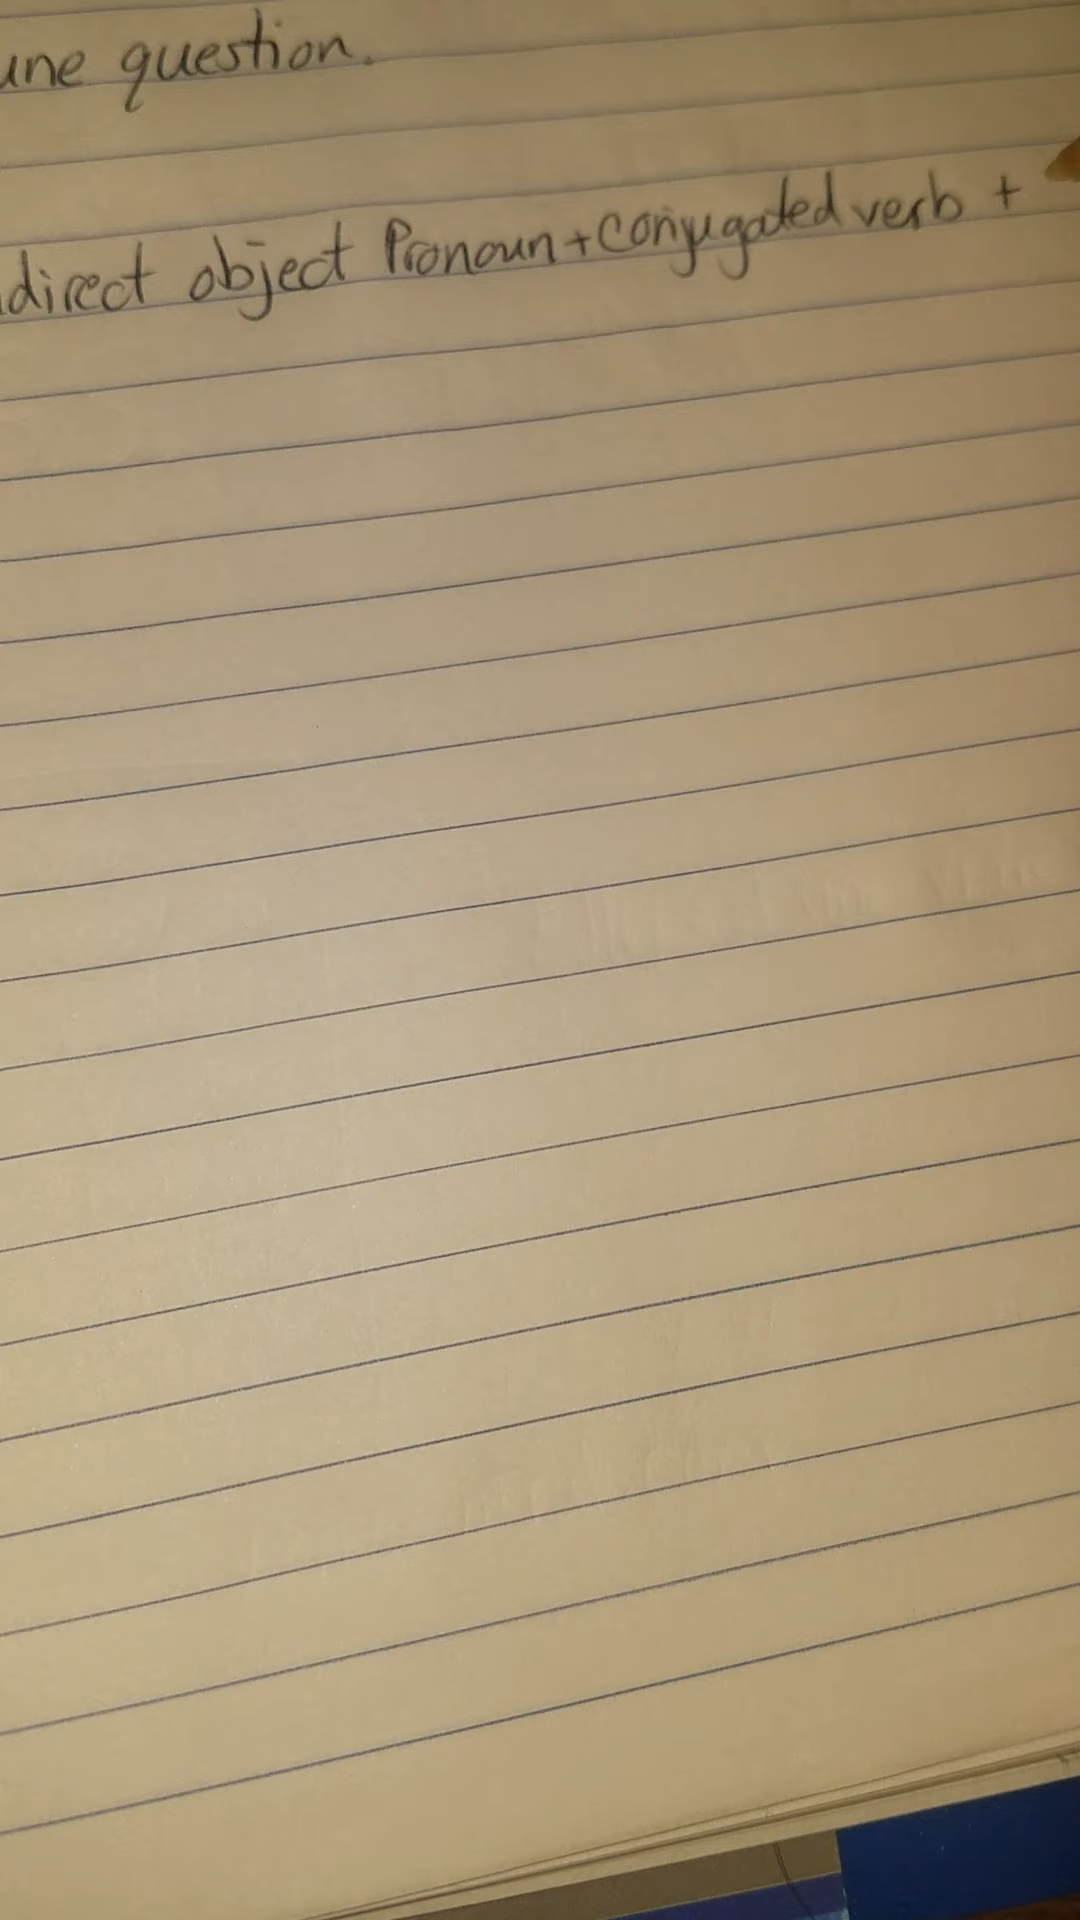 une question.
direct object Pronoun + Conjugated verb +